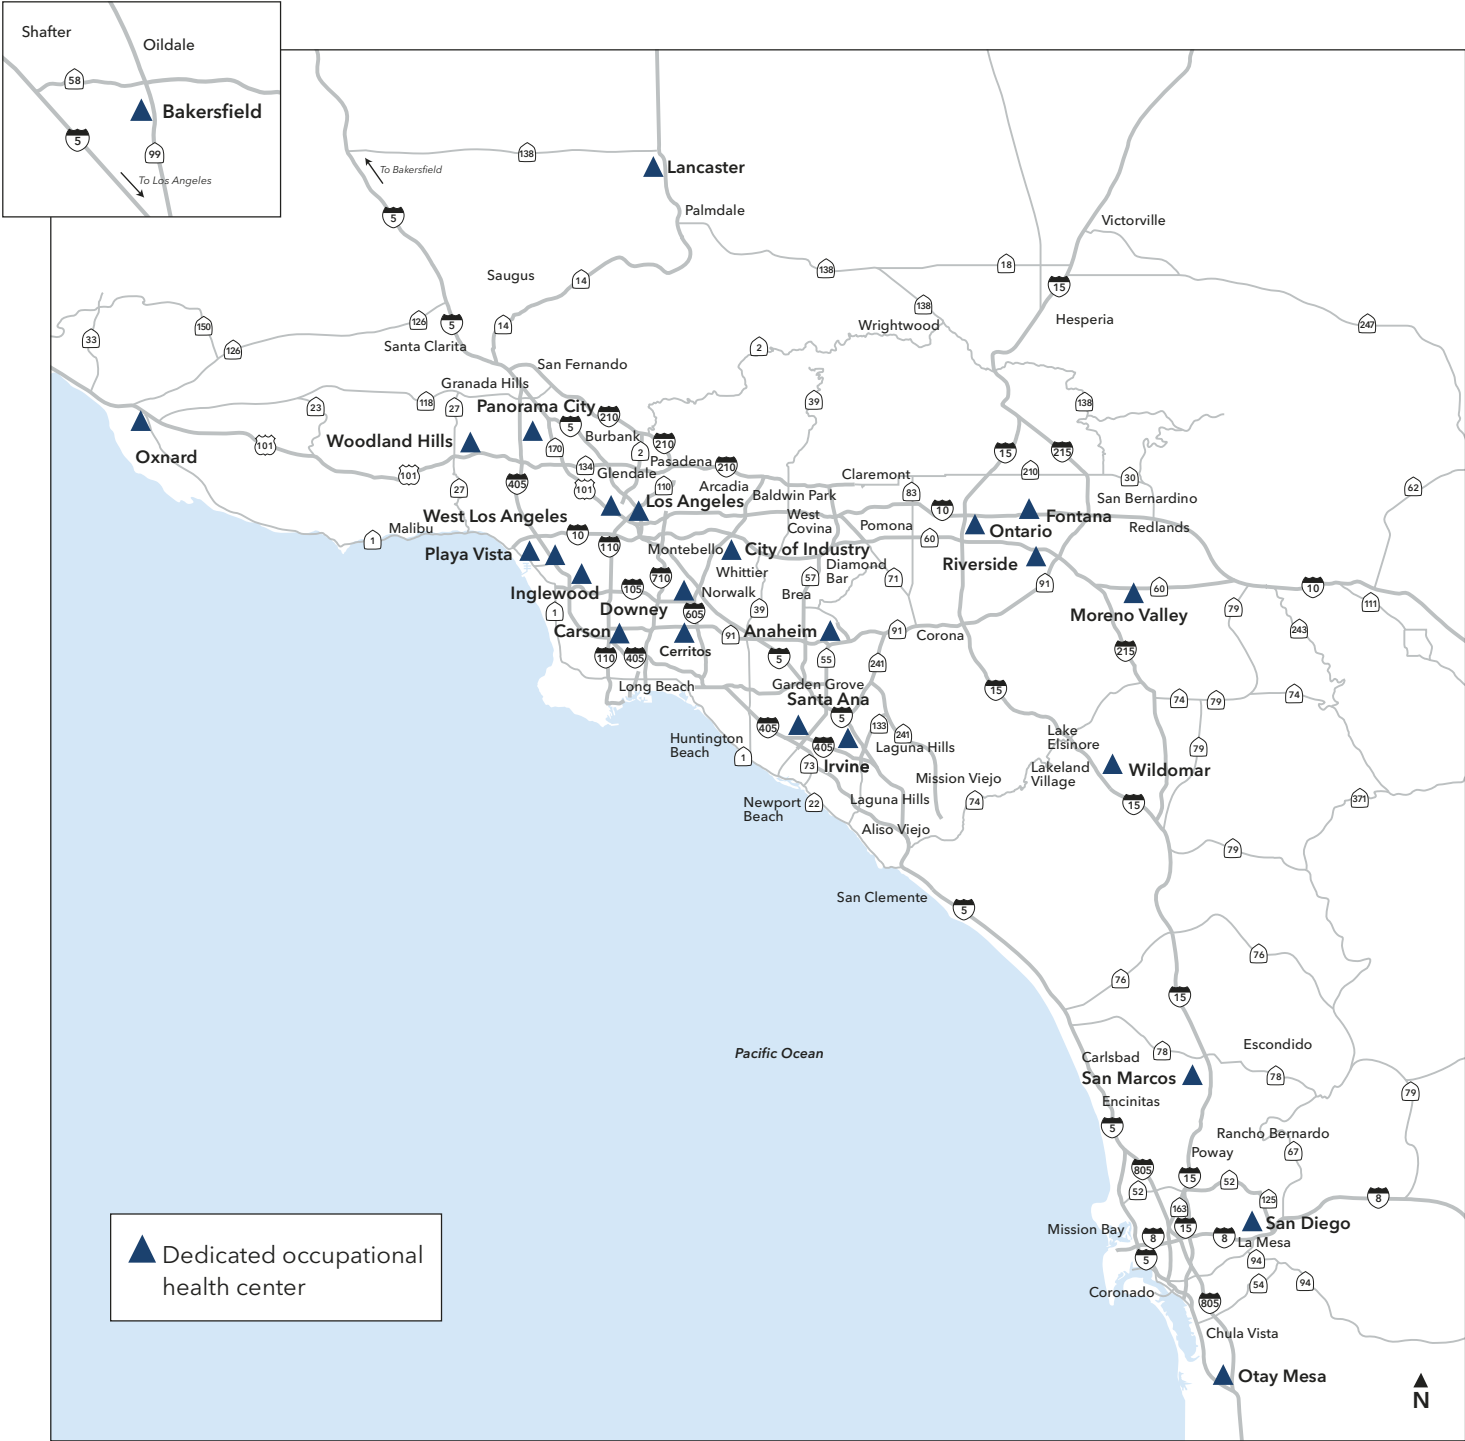 Shafter
Oildale
58
Bakersfield
5
99
To Los Angeles
138
To Bakersfield
Lancaster
5
Palmdale
Victorville
Saugus
14
138
18
15
138
Wrightwood
Hesperia
247
33
150
126
126
5
14
Santa Clarita
2
San Fernando
Granada Hills
23
118
27
Panorama City
210
39
138
5
Woodland Hills
Burbank
210
Oxnard
101
101
170
2
134
Pasadena
210
15
215
Glendale
Claremont
210
30
27
405
101
110
Arcadia
83
62
Baldwin Park
San Bernardino
Los Angeles
10
West Los Angeles
West
Covina
Fontana
Pomona
Ontario
Redlands
Malibu
1
10
110
60
Playa Vista
Montebello
City of Industry
Diamond
Bar
Riverside
Whittier
57
71
91
60
10
Inglewood
105
710
Norwalk
Brea
111
Downey
605
39
79
Moreno Valley
243
1
Carson
91
Anaheim
91
Corona
Cerritos
110
405
5
55
241
215
Long Beach
Garden Grove
15
74
79
74
Santa Ana
405
5
133
241
Huntington
Beach
405
Laguna Hills
Lake
Elsinore
79
1
73
Irvine
Lakeland
Village
Wildomar
Mission Viejo
Newport
Beach
22
Laguna Hills
74
15
371
Aliso Viejo
79
San Clemente
5
76
76
15
Pacific Ocean
Carlsbad
78
Escondido
San Marcos
78
79
Encinitas
5
Rancho Bernardo
Poway
67
805
15
52
52
125
8
163
Mission Bay
15
San Diego
8
8
La Mesa
5
94
Coronado
54
94
805
Chula Vista
Otay Mesa
N
Dedicated occupational
health center